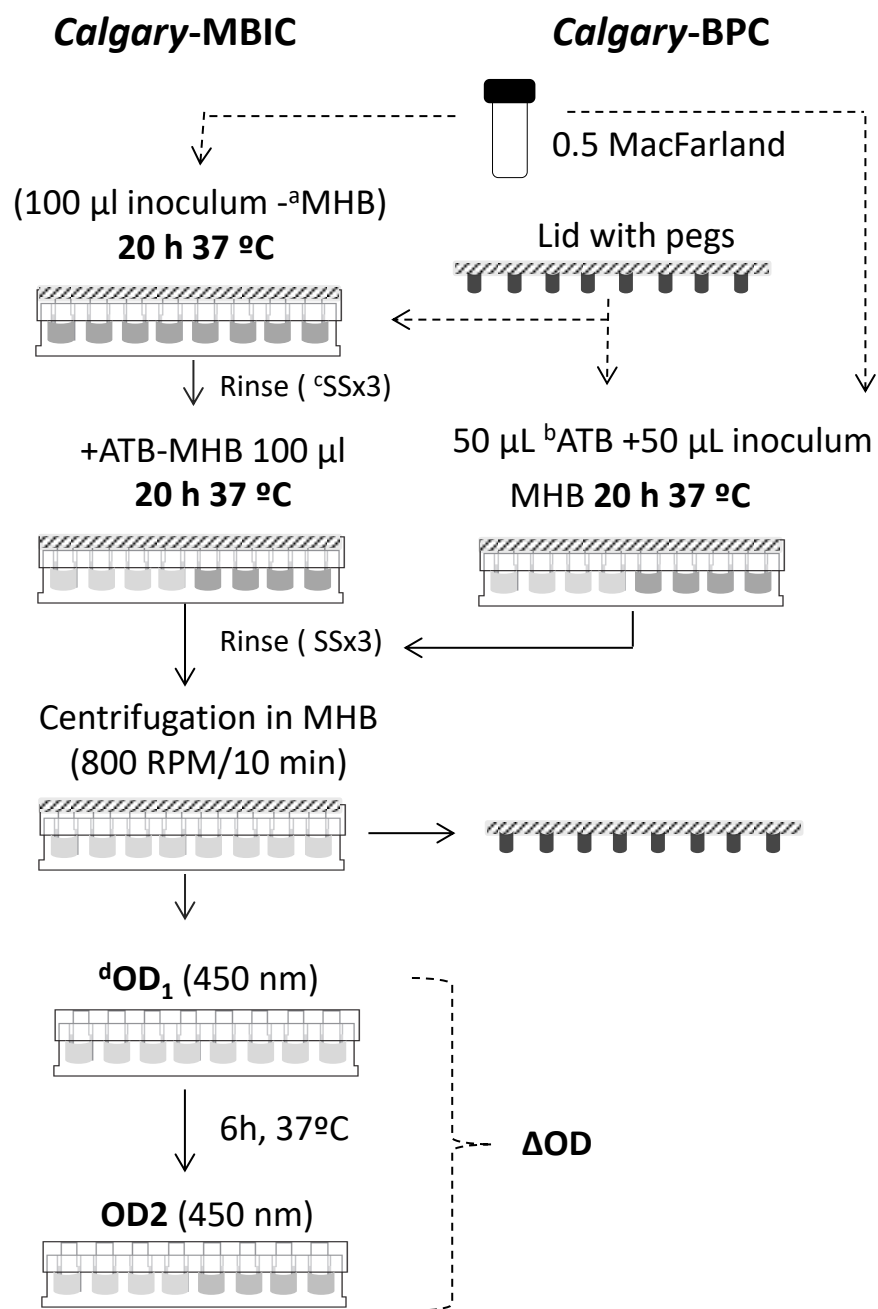 Calgary-MBIC
Calgary-BPC
0.5 MacFarland
(100 µl inoculum -ᵃMHB)
20 h 37 ºC
Lid with pegs
Rinse ( ᶜSSx3)
+ATB-MHB 100 µl
20 h 37 ºC
50 µL ᵇATB +50 µL inoculum
MHB 20 h 37 ºC
Rinse ( SSx3)
Centrifugation in MHB
(800 RPM/10 min)
ᵈOD₁ (450 nm)
6h, 37ºC
ΔOD
OD2 (450 nm)